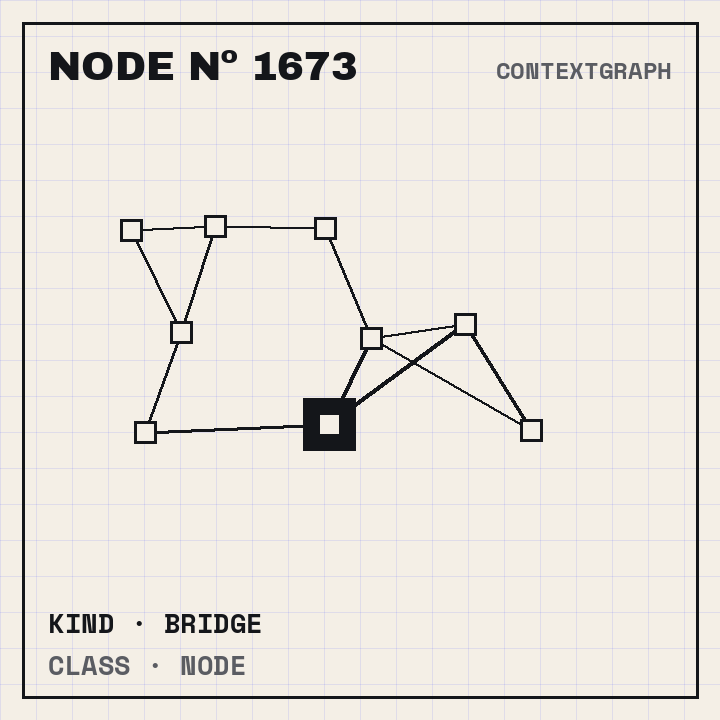 NODE Nº 1673
CONTEXTGRAPH
KIND · BRIDGE
CLASS · NODE